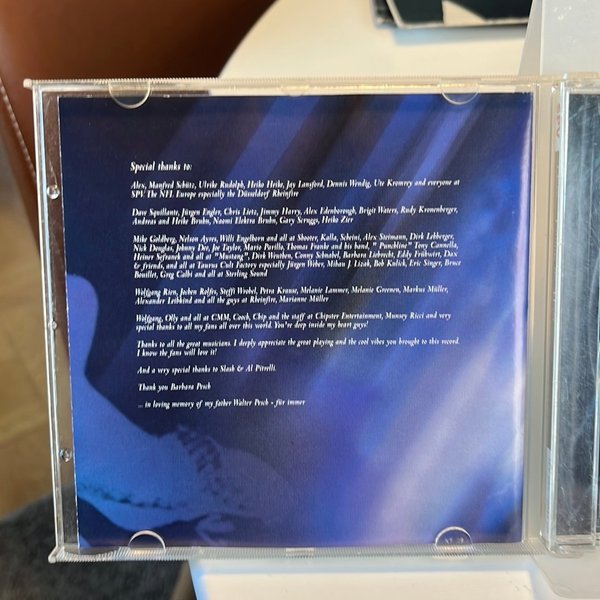 Special thanks to:
Alex, Manfred Schütz, Ulrike Rudolph, Heiko Heike, Jay Lansford, Dennis Wendig, Ute Kromrey and everyone at
SPV. The NFL Europe especially the Düsseldorf Rheinfire
Dave Squillante, Jürgen Engler, Chris Lietz, Jimmy Harry, Alex Edenborough, Brigit Waters, Rudy Kronenberger,
Andreas and Heike Bruhn, Naomi Elektra Bruhn, Gary Scruggs, Heiko Zier
Mike Goldberg, Nelson Ayres, Willi Engelhorn and all at Shooter, Kalla, Scheini, Alex Steimann, Dirk Lehberger,
Nick Douglas, Johnny Dee, Joe Taylor, Mario Parillo, Thomas Franke and his band, " Punchline" Tony Cannella,
Heiner Sefranek and all at "Mustang", Dirk Wenthen, Conny Schnabel, Barbara Liebrecht, Eddy Frühwirt, Dax
& friends, and all at Taurus Cult Factory especially Jürgen Weber, Mihan J. Lizak, Bob Kulick, Eric Singer, Bruce
Bouillet, Greg Calbi and all at Sterling Sound
Wolfgang Rien, Jochen Rolfes, Steffi Wrobel, Petra Krause, Melanie Lammer, Melanie Greenen, Markus Müller,
Alexander Leibkind and all the guys at Rheinfire, Marianne Müller
Wolfgang, Olly and all at CMM, Cooch, Chip and the staff at Chipster Entertainment, Munsey Ricci and very
special thanks to all my fans all over this world. You're deep inside my heart guys!
Thanks to all the great musicians. I deeply appreciate the great playing and the cool vibes you brought to this record.
I know the fans will love it!
And a very special thanks to Slash & Al Pitrelli.
Thank you Barbara Pesch
... in loving memory of my father Walter Pesch - für immer